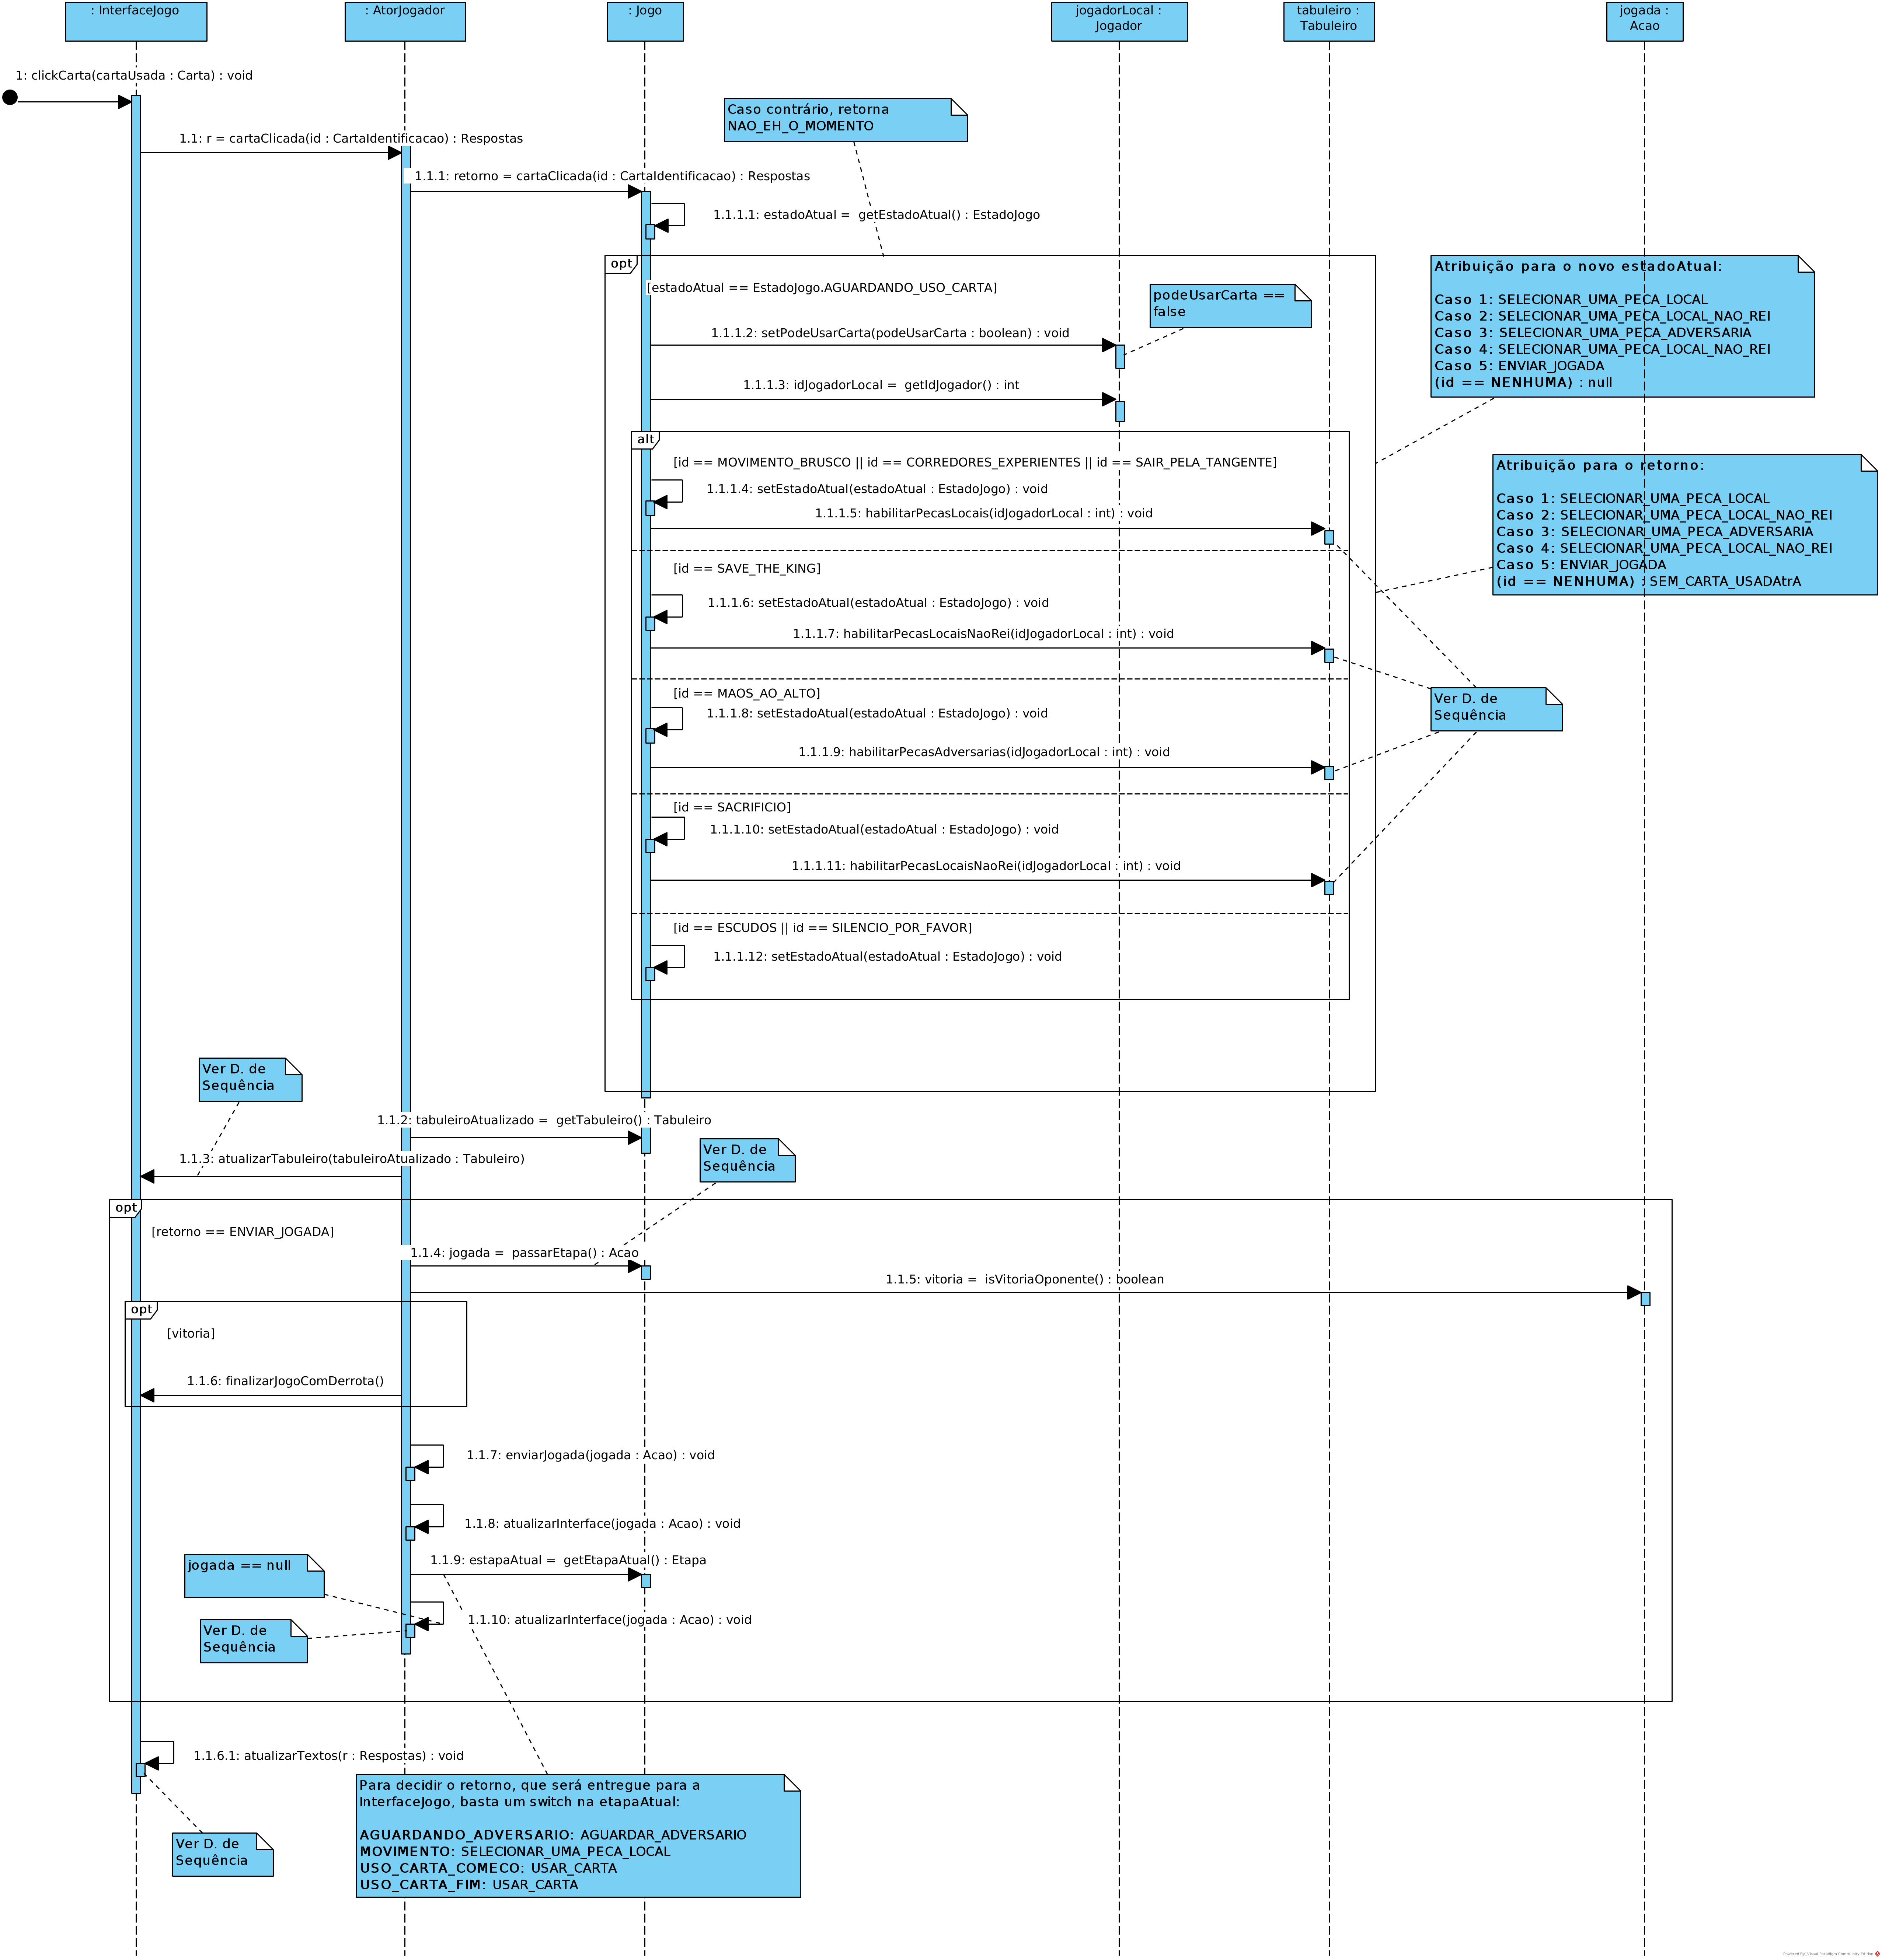 : InterfaceJogo
: AtorJogador
: Jogo
jogadorLocal :
Jogador
tabuleiro :
Tabuleiro
jogada :
Acao
1: clickCarta(cartaUsada : Carta) : void
Caso contrário, retorna
NAO_EH_O_MOMENTO
1.1: r = cartaClicada(id : CartaIdentificacao) : Respostas
1.1.1: retorno = cartaClicada(id : CartaIdentificacao) : Respostas
1.1.1.1: estadoAtual = getEstadoAtual() : EstadoJogo
opt
[estadoAtual == EstadoJogo.AGUARDANDO_USO_CARTA]
podeUsarCarta ==
false
Atribuição para o novo estadoAtual:
Caso 1: SELECIONAR_UMA_PECA_LOCAL
Caso 2: SELECIONAR_UMA_PECA_LOCAL_NAO_REI
Caso 3: SELECIONAR_UMA_PECA_ADVERSARIA
Caso 4: SELECIONAR_UMA_PECA_LOCAL_NAO_REI
Caso 5: ENVIAR_JOGADA
(id == NENHUMA) : null
1.1.1.2: setPodeUsarCarta(podeUsarCarta : boolean) : void
1.1.1.3: idJogadorLocal = getIdJogador() : int
alt
[id == MOVIMENTO_BRUSCO || id == CORREDORES_EXPERIENTES || id == SAIR_PELA_TANGENTE]
Atribuição para o retorno:
Caso 1: SELECIONAR_UMA_PECA_LOCAL
Caso 2: SELECIONAR_UMA_PECA_LOCAL_NAO_REI
Caso 3: SELECIONAR_UMA_PECA_ADVERSARIA
Caso 4: SELECIONAR_UMA_PECA_LOCAL_NAO_REI
Caso 5: ENVIAR_JOGADA
(id == NENHUMA) : SEM_CARTA_USADAtrA
1.1.1.4: setEstadoAtual(estadoAtual : EstadoJogo) : void
1.1.1.5: habilitarPecasLocais(idJogadorLocal : int) : void
[id == SAVE_THE_KING]
1.1.1.6: setEstadoAtual(estadoAtual : EstadoJogo) : void
1.1.1.7: habilitarPecasLocaisNaoRei(idJogadorLocal : int) : void
[id == MAOS_AO_ALTO]
Ver D. de
Sequência
1.1.1.8: setEstadoAtual(estadoAtual : EstadoJogo) : void
1.1.1.9: habilitarPecasAdversarias(idJogadorLocal : int) : void
[id == SACRIFICIO]
1.1.1.10: setEstadoAtual(estadoAtual : EstadoJogo) : void
1.1.1.11: habilitarPecasLocaisNaoRei(idJogadorLocal : int) : void
[id == ESCUDOS || id == SILENCIO_POR_FAVOR]
1.1.1.12: setEstadoAtual(estadoAtual : EstadoJogo) : void
Ver D. de
Sequência
1.1.2: tabuleiroAtualizado = getTabuleiro() : Tabuleiro
Ver D. de
Sequência
1.1.3: atualizarTabuleiro(tabuleiroAtualizado : Tabuleiro)
opt
[retorno == ENVIAR_JOGADA]
1.1.4: jogada = passarEtapa() : Acao
1.1.5: vitoria = isVitoriaOponente() : boolean
opt
[vitoria]
1.1.6: finalizarJogoComDerrota()
1.1.7: enviarJogada(jogada : Acao) : void
1.1.8: atualizarInterface(jogada : Acao) : void
jogada == null
1.1.9: estapaAtual = getEtapaAtual() : Etapa
1.1.10: atualizarInterface(jogada : Acao) : void
Ver D. de
Sequência
1.1.6.1: atualizarTextos(r : Respostas) : void
Para decidir o retorno, que será entregue para a
InterfaceJogo, basta um switch na etapaAtual:
AGUARDANDO_ADVERSARIO: AGUARDAR_ADVERSARIO
MOVIMENTO: SELECIONAR_UMA_PECA_LOCAL
USO_CARTA_COMECO: USAR_CARTA
USO_CARTA_FIM: USAR_CARTA
Ver D. de
Sequência
Powered By Visual Paradigm Community Edition